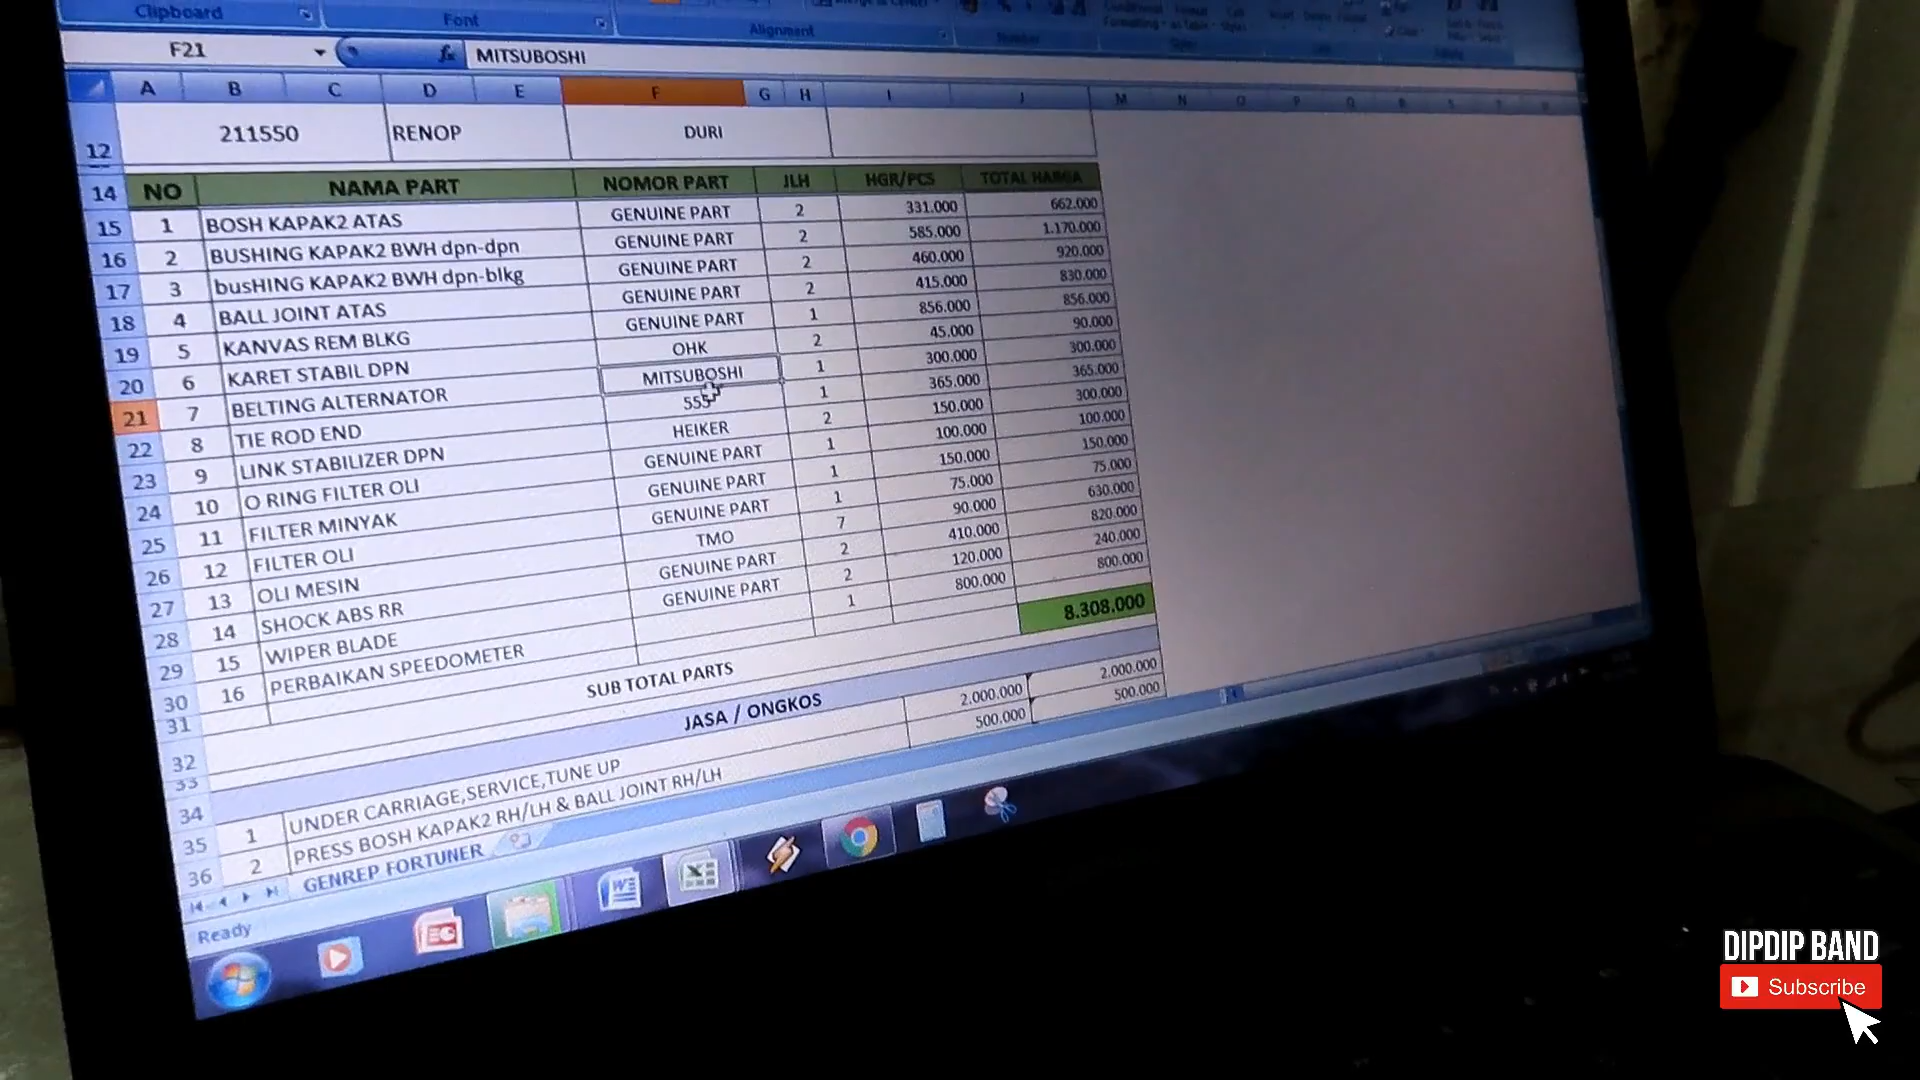 Clipboard Font Alignment Number
F21 fx MITSUBOSHI
A B C D E F G H I J M N O P Q R S T U
12 211550 RENOP DURI
14 NO NAMA PART NOMOR PART JLH HGR/PCS TOTAL HARGA
15 1 BOSH KAPAK2 ATAS GENUINE PART 2 331.000 662.000
16 2 BUSHING KAPAK2 BWH dpn-dpn GENUINE PART 2 585.000 1.170.000
17 3 busHING KAPAK2 BWH dpn-blkg GENUINE PART 2 460.000 920.000
18 4 BALL JOINT ATAS GENUINE PART 2 415.000 830.000
19 5 KANVAS REM BLKG GENUINE PART 1 856.000 856.000
20 6 KARET STABIL DPN OHK 2 45.000 90.000
21 7 BELTING ALTERNATOR MITSUBOSHI 1 300.000 300.000
22 8 TIE ROD END 555 1 365.000 365.000
23 9 LINK STABILIZER DPN HEIKER 2 150.000 300.000
24 10 O RING FILTER OLI GENUINE PART 1 100.000 100.000
25 11 FILTER MINYAK GENUINE PART 1 150.000 150.000
26 12 FILTER OLI GENUINE PART 1 75.000 75.000
27 13 OLI MESIN TMO 7 90.000 630.000
28 14 SHOCK ABS RR GENUINE PART 2 410.000 820.000
29 15 WIPER BLADE GENUINE PART 2 120.000 240.000
30 16 PERBAIKAN SPEEDOMETER 1 800.000 800.000
31 SUB TOTAL PARTS 8.308.000
32
33 JASA / ONGKOS
34
35 1 UNDER CARRIAGE,SERVICE,TUNE UP 2.000.000 2.000.000
36 2 PRESS BOSH KAPAK2 RH/LH & BALL JOINT RH/LH 500.000 500.000
GENREP FORTUNER
Ready
DIPDIP BAND
Subscribe